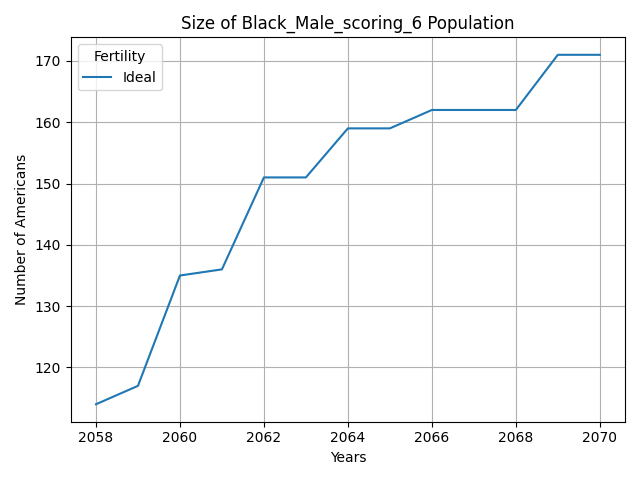 Size of Black_Male_scoring_6 Population
Fertility
Ideal
Number of Americans
170
160
150
140
130
120
2058 2060 2062 2064 2066 2068 2070
Years